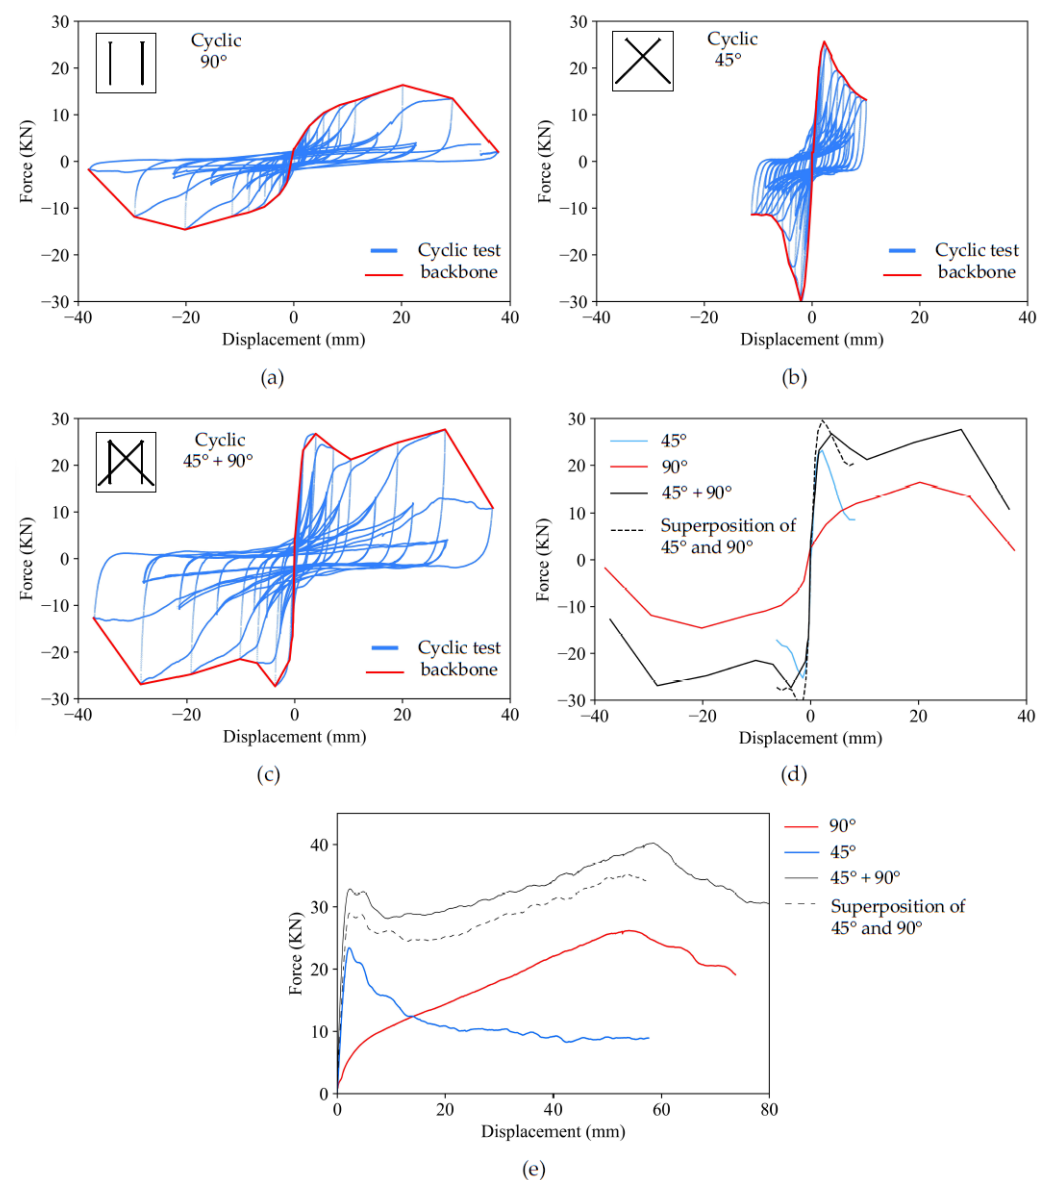 30
20
10
0
−10
−20
−30
−40
−20
0
20
40
Force (KN)
Displacement (mm)
Cyclic
90°
Cyclic test
backbone
(a)
30
20
10
0
−10
−20
−30
−40
−20
0
20
40
Force (KN)
Displacement (mm)
Cyclic
45°
Cyclic test
backbone
(b)
30
20
10
0
−10
−20
−30
−40
−20
0
20
40
Force (KN)
Displacement (mm)
Cyclic
45° + 90°
Cyclic test
backbone
(c)
30
20
10
0
−10
−20
−30
−40
−20
0
20
40
Force (KN)
Displacement (mm)
45°
90°
45° + 90°
Superposition of
45° and 90°
(d)
40
30
20
10
0
0
20
40
60
80
Force (KN)
Displacement (mm)
90°
45°
45° + 90°
Superposition of
45° and 90°
(e)